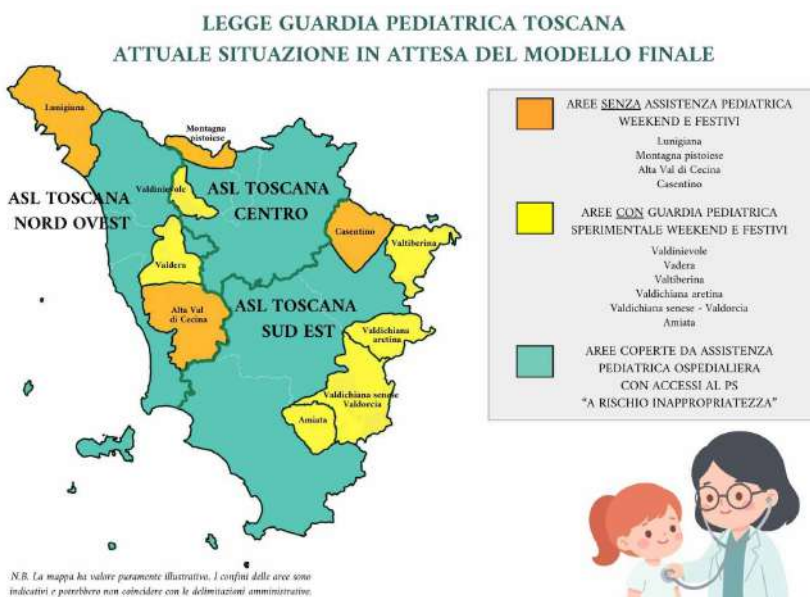 LEGGE GUARDIA PEDIATRICA TOSCANA
ATTUALE SITUAZIONE IN ATTESA DEL MODELLO FINALE
Lunigiana
Montagna
pistoiese
Valdinievole
ASL TOSCANA
NORD OVEST
ASL TOSCANA
CENTRO
Casentino
Valtiberina
Valdera
Alta Val
di Cecina
ASL TOSCANA
SUD EST
Valdichiana
aretina
Valdichiana senese
Valdorcia
Amiata
AREE SENZA ASSISTENZA PEDIATRICA
WEEKEND E FESTIVI
Lunigiana
Montagna pistoiese
Alta Val di Cecina
Casentino
AREE CON GUARDIA PEDIATRICA
SPERIMENTALE WEEKEND E FESTIVI
Valdinievole
Vadera
Valtiberina
Valdichiana aretina
Valdichiana senese - Valdorcia
Amiata
AREE COPERTE DA ASSISTENZA
PEDIATRICA OSPEDIALIERA
CON ACCESSI AL PS
"A RISCHIO INAPPROPRIATEZZA"
N.B. La mappa ha valore puramente illustrativo. I confini delle aree sono
indicativi e potrebbero non coincidere con le delimitazioni amministrative.